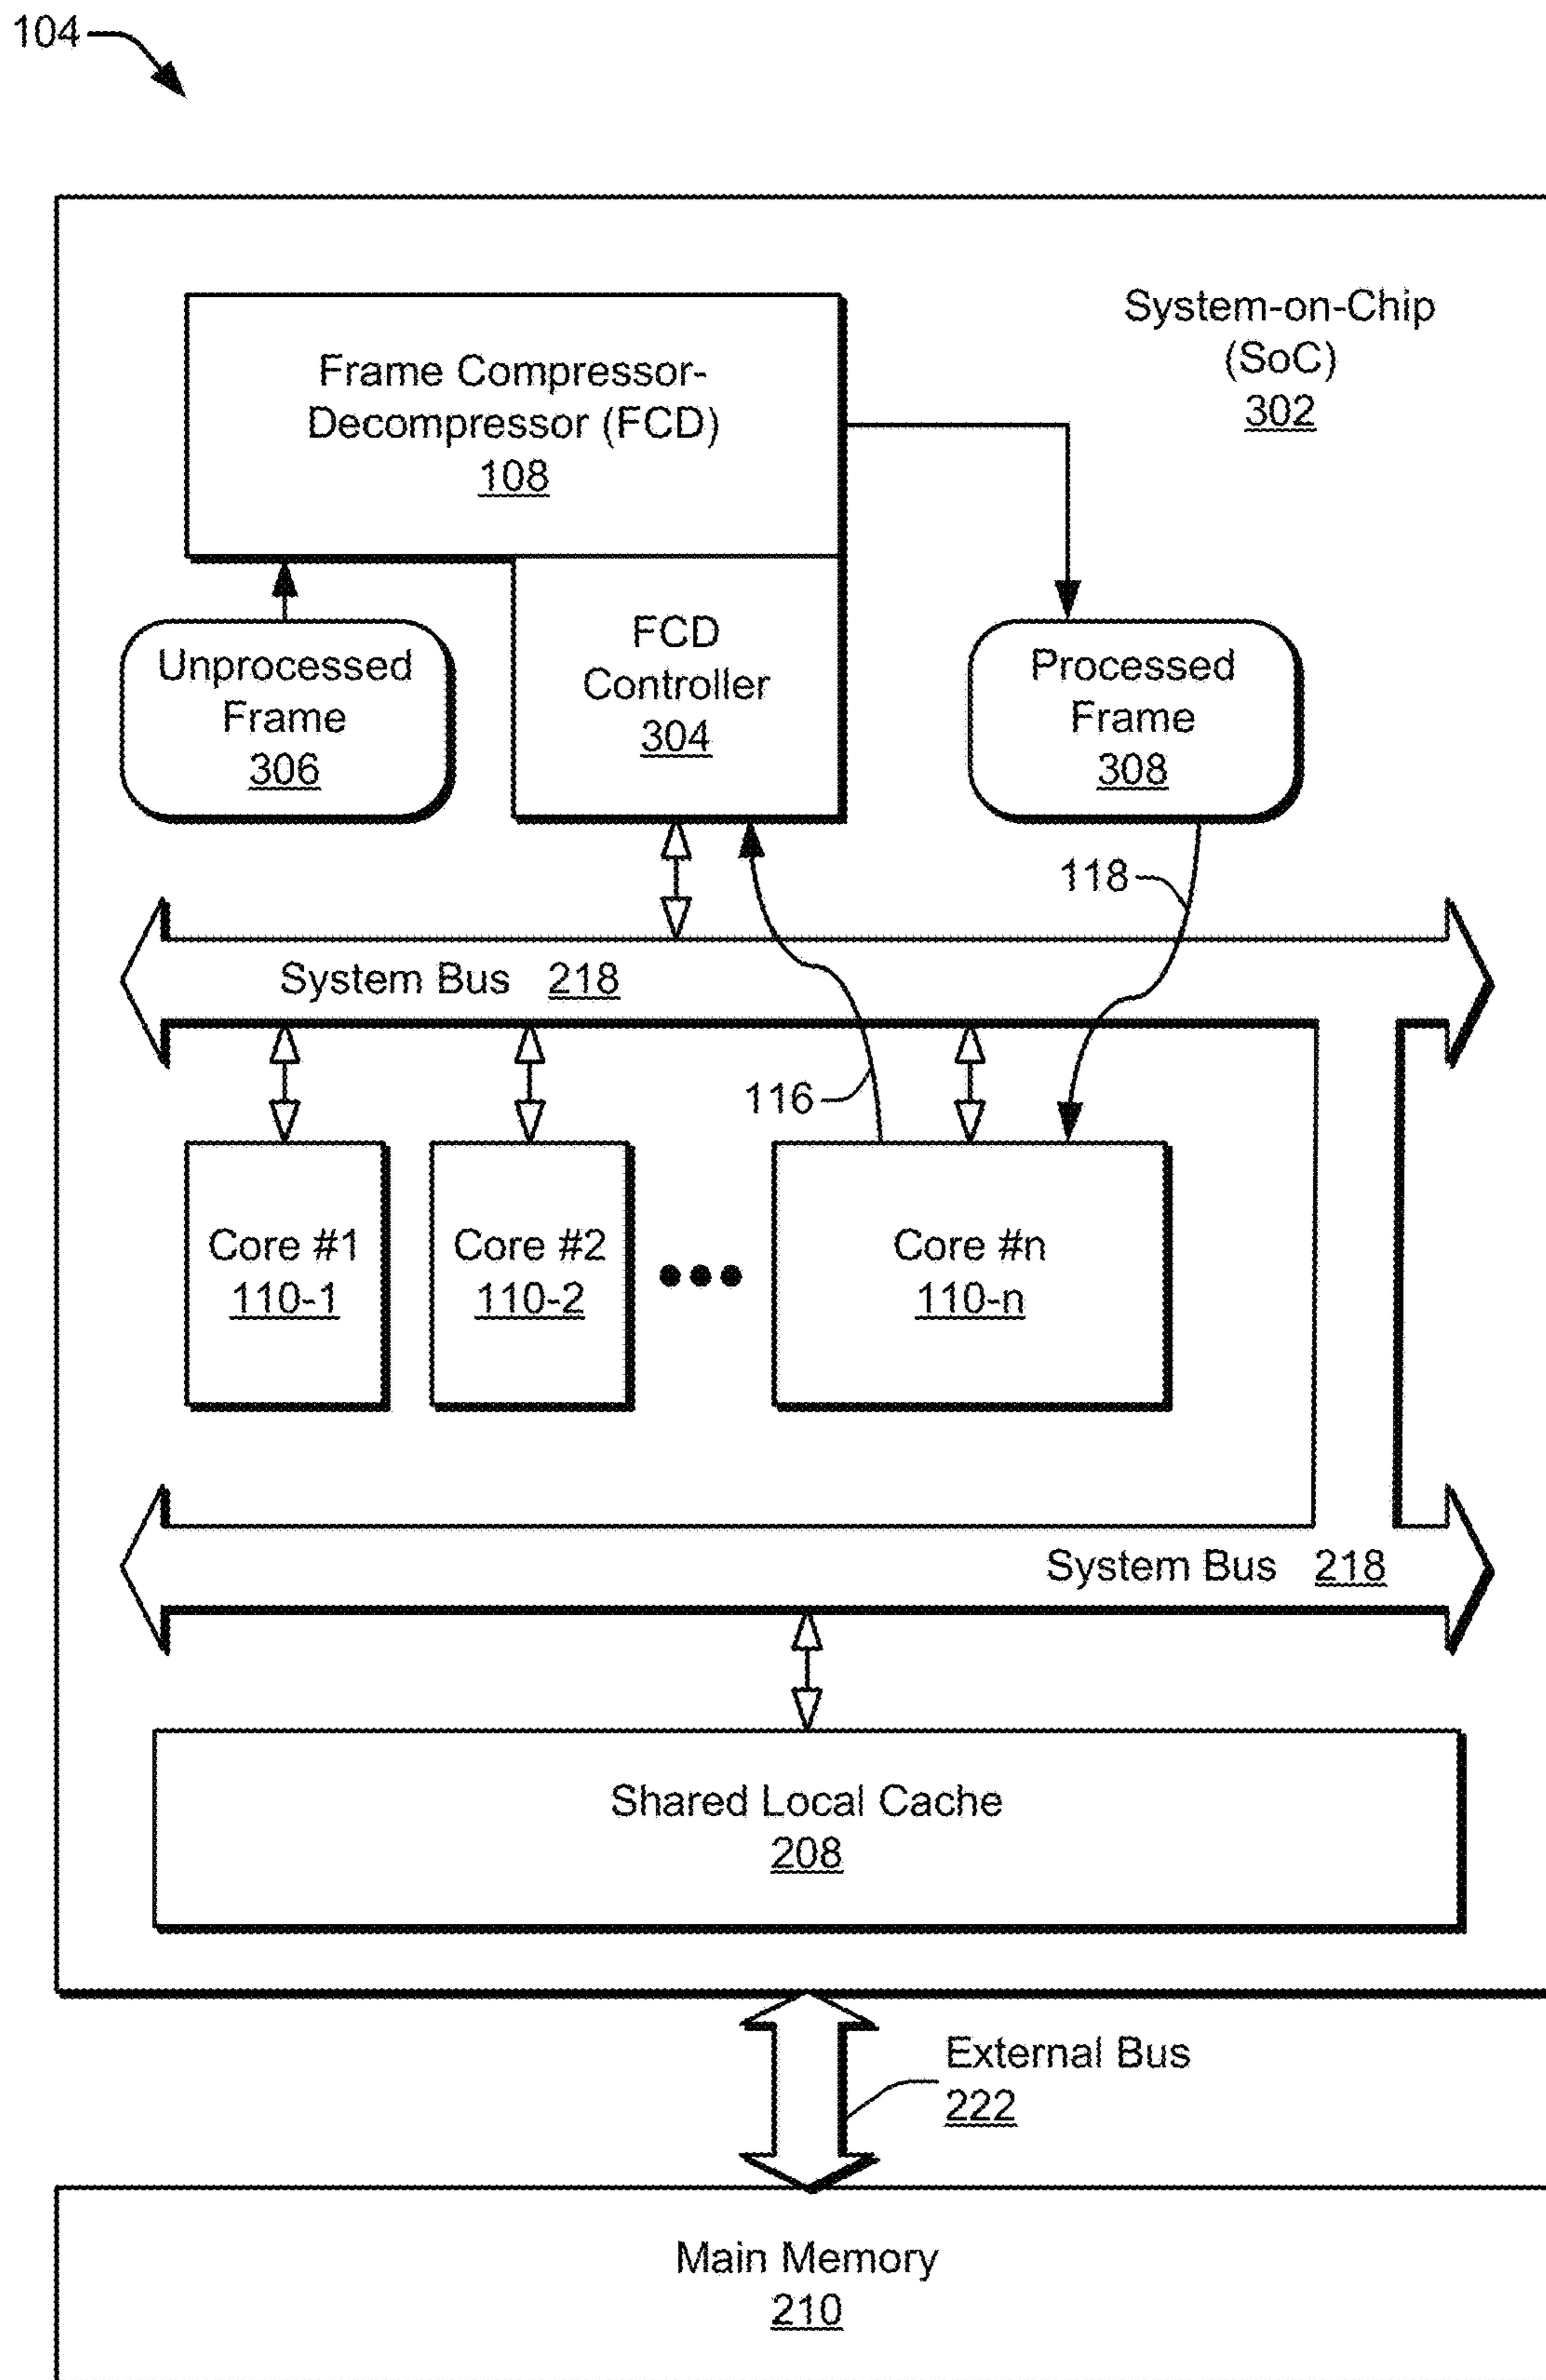 104
System-on-Chip
(SoC)
302
Frame Compressor-
Decompressor (FCD)
108
Unprocessed
Frame
306
FCD
Controller
304
Processed
Frame
308
118
System Bus 218
116
Core #1
110-1
Core #2
110-2
•••
Core #n
110-n
System Bus 218
Shared Local Cache
208
External Bus
222
Main Memory
210